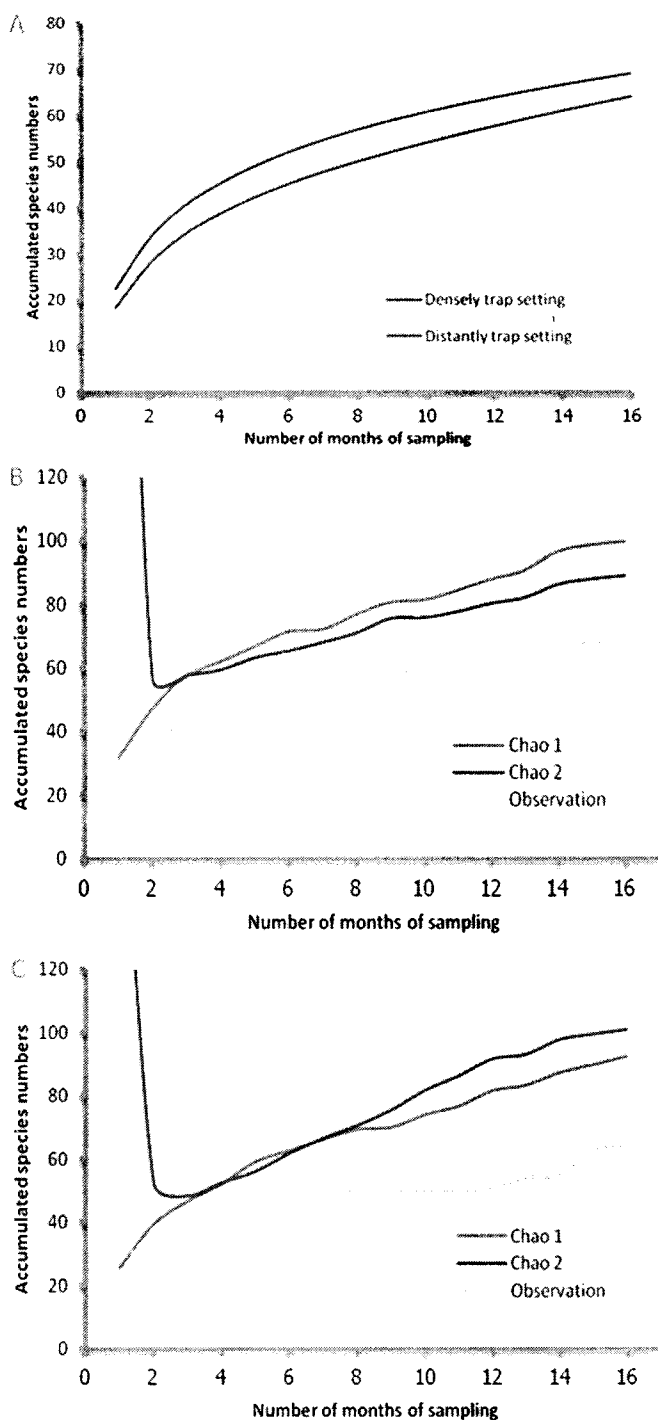 A
80
70
60
50
40
30
20
10
0
Accumulated species numbers
Densely trap setting
Distantly trap setting
0 2 4 6 8 10 12 14 16
Number of months of sampling
B
120
100
80
60
40
20
0
Accumulated species numbers
Chao 1
Chao 2
Observation
0 2 4 6 8 10 12 14 16
Number of months of sampling
C
120
100
80
60
40
20
0
Accumulated species numbers
Chao 1
Chao 2
Observation
0 2 4 6 8 10 12 14 16
Number of months of sampling